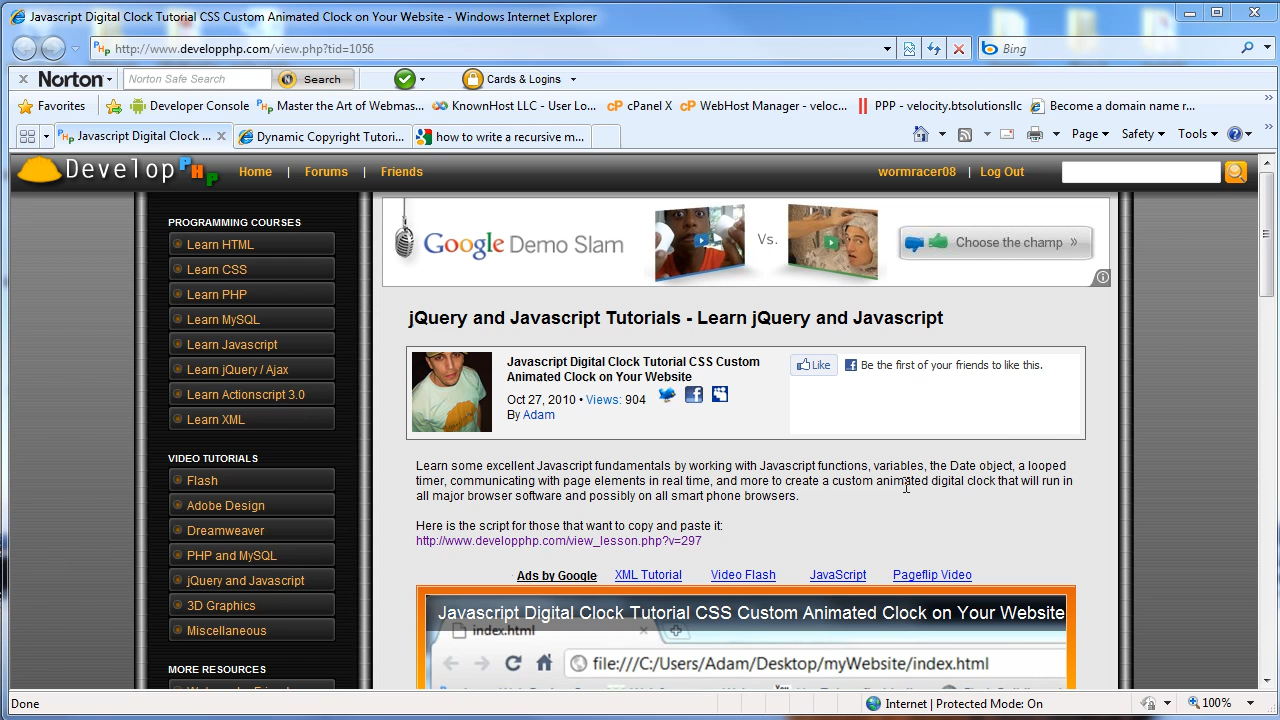 Javascript Digital Clock Tutorial CSS Custom Animated Clock on Your Website - Windows Internet Explorer
http://www.developphp.com/view.php?tid=1056
Bing
Norton
Norton Safe Search
Search
Cards & Logins
Favorites
Developer Console
Master the Art of Webmas...
KnownHost LLC - User Lo...
cPanel X
WebHost Manager - veloc...
PPP - velocity.btsolutionsllc
Become a domain name r...
Javascript Digital Clock ...
Dynamic Copyright Tutori...
how to write a recursive m...
Page
Safety
Tools
Develop PHP
Home | Forums | Friends
wormracer08 | Log Out
PROGRAMMING COURSES
Learn HTML
Learn CSS
Learn PHP
Learn MySQL
Learn Javascript
Learn jQuery / Ajax
Learn Actionscript 3.0
Learn XML
VIDEO TUTORIALS
Flash
Adobe Design
Dreamweaver
PHP and MySQL
jQuery and Javascript
3D Graphics
Miscellaneous
MORE RESOURCES
Google Demo Slam
Vs.
Choose the champ »
jQuery and Javascript Tutorials - Learn jQuery and Javascript
Javascript Digital Clock Tutorial CSS Custom
Animated Clock on Your Website
Oct 27, 2010 • Views: 904
By Adam
Like
Be the first of your friends to like this.
Learn some excellent Javascript fundamentals by working with Javascript functions, variables, the Date object, a looped
timer, communicating with page elements in real time, and more to create a custom animated digital clock that will run in
all major browser software and possibly on all smart phone browsers.
Here is the script for those that want to copy and paste it:
http://www.developphp.com/view_lesson.php?v=297
Ads by Google
XML Tutorial
Video Flash
JavaScript
Pageflip Video
Javascript Digital Clock Tutorial CSS Custom Animated Clock on Your Website
index.html
file:///C:/Users/Adam/Desktop/myWebsite/index.html
Done
Internet | Protected Mode: On
100%